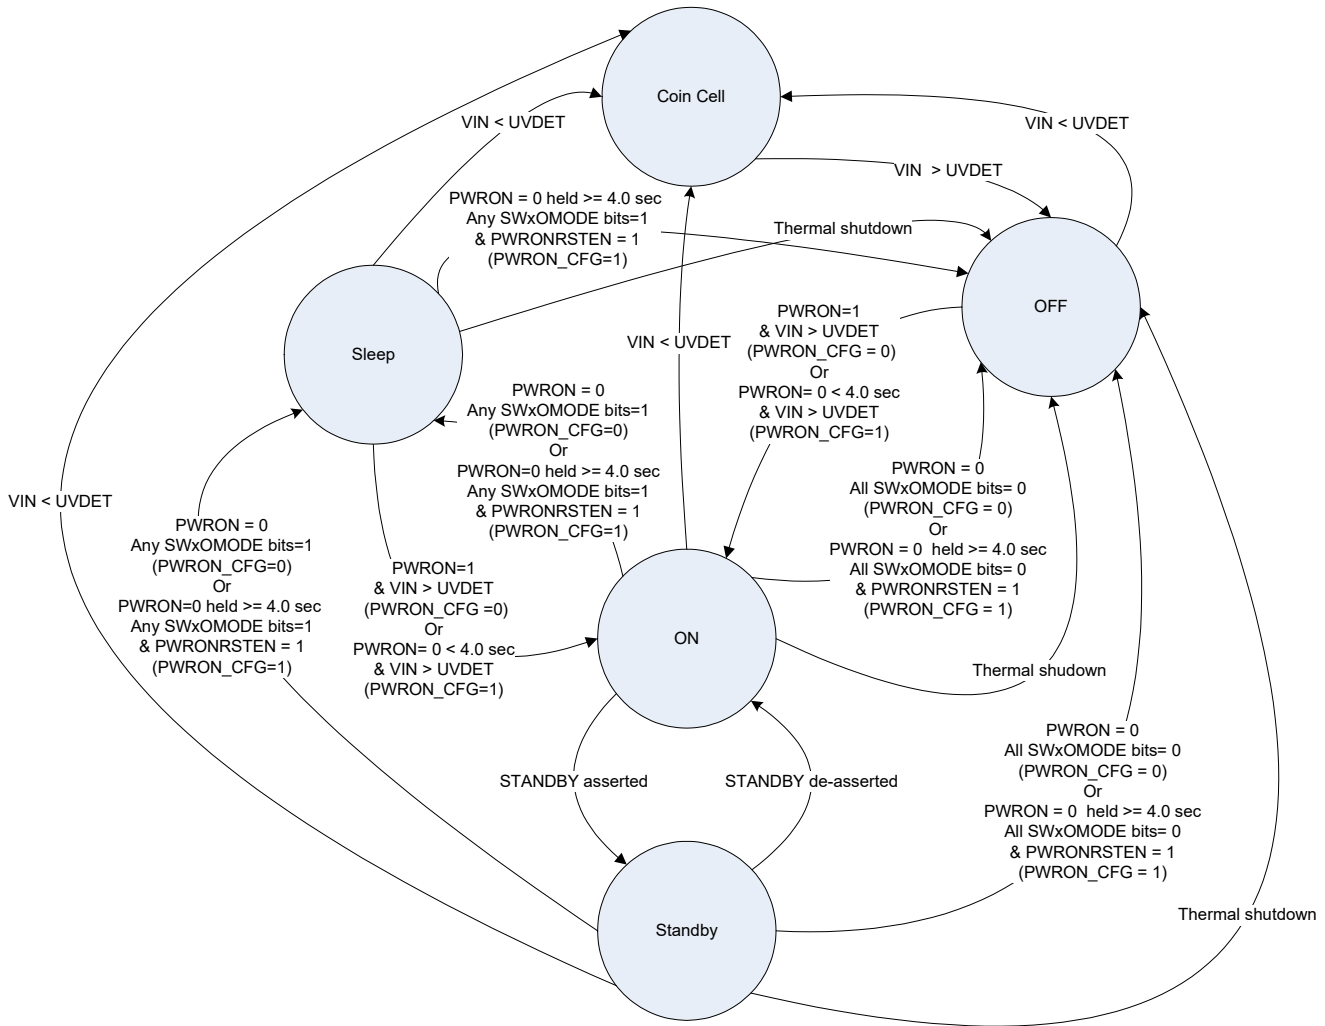 Coin Cell
VIN < UVDET
VIN < UVDET
VIN  > UVDET
PWRON = 0 held >= 4.0 sec
Any SWxOMODE bits=1
& PWRONRSTEN = 1
(PWRON_CFG=1)
Thermal shutdown
OFF
Sleep
PWRON=1
& VIN > UVDET
(PWRON_CFG = 0)
Or
PWRON= 0 < 4.0 sec
& VIN > UVDET
(PWRON_CFG=1)
VIN < UVDET
PWRON = 0
Any SWxOMODE bits=1
(PWRON_CFG=0)
Or
PWRON=0 held >= 4.0 sec
Any SWxOMODE bits=1
& PWRONRSTEN = 1
(PWRON_CFG=1)
PWRON = 0
All SWxOMODE bits= 0
(PWRON_CFG = 0)
Or
PWRON = 0  held >= 4.0 sec
All SWxOMODE bits= 0
& PWRONRSTEN = 1
(PWRON_CFG = 1)
VIN < UVDET
PWRON = 0
Any SWxOMODE bits=1
(PWRON_CFG=0)
Or
PWRON=0 held >= 4.0 sec
Any SWxOMODE bits=1
& PWRONRSTEN = 1
(PWRON_CFG=1)
PWRON=1
& VIN > UVDET
(PWRON_CFG =0)
Or
PWRON= 0 < 4.0 sec
& VIN > UVDET
(PWRON_CFG=1)
ON
Thermal shudown
STANDBY asserted
STANDBY de-asserted
PWRON = 0
All SWxOMODE bits= 0
(PWRON_CFG = 0)
Or
PWRON = 0  held >= 4.0 sec
All SWxOMODE bits= 0
& PWRONRSTEN = 1
(PWRON_CFG = 1)
Standby
Thermal shutdown